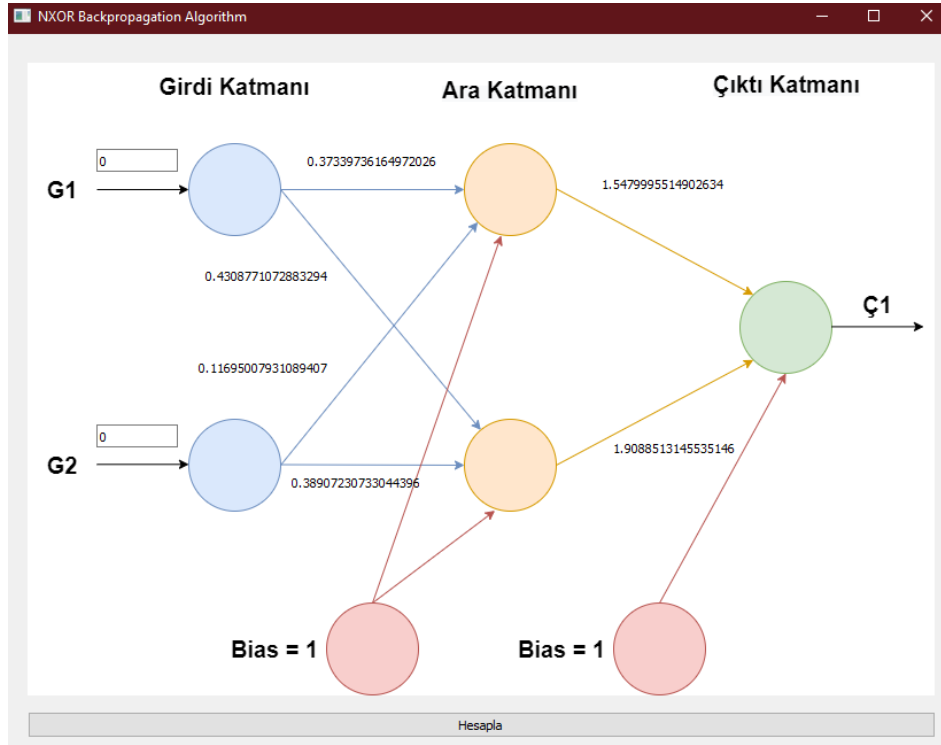 NXOR Backpropagation Algorithm
Girdi Katmanı
Ara Katmanı
Çıktı Katmanı
0
0.37339736164972026
1.5479995514902634
G1
0.4308771072883294
Ç1
0.11695007931089407
0
1.9088513145535146
G2
0.38907230733044396
Bias = 1
Bias = 1
Hesapla